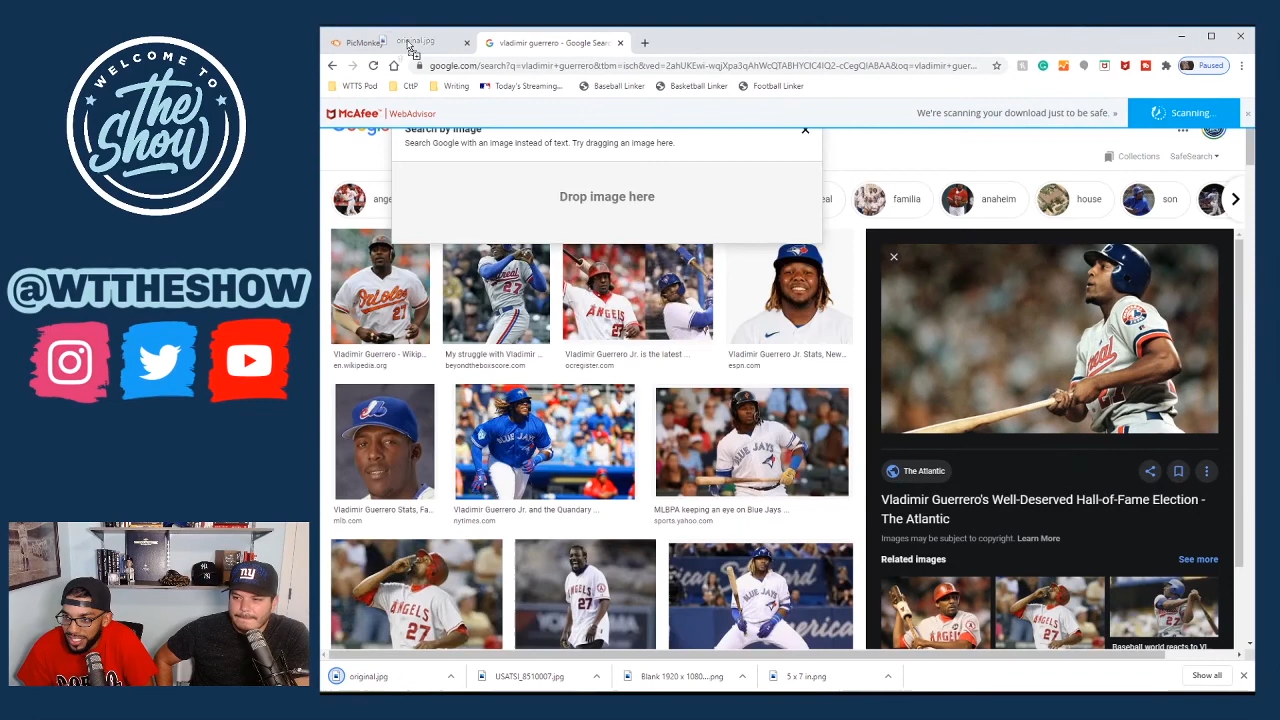 WELCOME TO
the
Show
@WTTHESHOW
PicMonkey
original.jpg
vladimir guerrero - Google Sear
google.com/search?q=vladimir+guerrero&tbm=isch&ved=2ahUKEwi-wqjXpa3qAhWcQTABHYCIC4IQ2-cCegQIABAA&oq=vladimir+guer...
Paused
WTTS Pod
CttP
Writing
Today's Streaming...
Baseball Linker
Basketball Linker
Football Linker
McAfee
WebAdvisor
We're scanning your download just to be safe. »
Scanning...
Search by image
Search Google with an image instead of text. Try dragging an image here.
Drop image here
Collections
SafeSearch
ange
eal
familia
anaheim
house
son
Vladimir Guerrero - Wikip...
en.wikipedia.org
My struggle with Vladimir ...
beyondtheboxscore.com
Vladimir Guerrero Jr. is the latest ...
ocregister.com
Vladimir Guerrero Jr. Stats, New...
espn.com
Vladimir Guerrero Stats, Fa...
mlb.com
Vladimir Guerrero Jr. and the Quandary ...
nytimes.com
MLBPA keeping an eye on Blue Jays ...
sports.yahoo.com
The Atlantic
Vladimir Guerrero's Well-Deserved Hall-of-Fame Election -
The Atlantic
Images may be subject to copyright. Learn More
Related images
See more
Baseball world reacts to Vl
original.jpg
USATSI_8510007.jpg
Blank 1920 x 1080....png
5 x 7 in.png
Show all